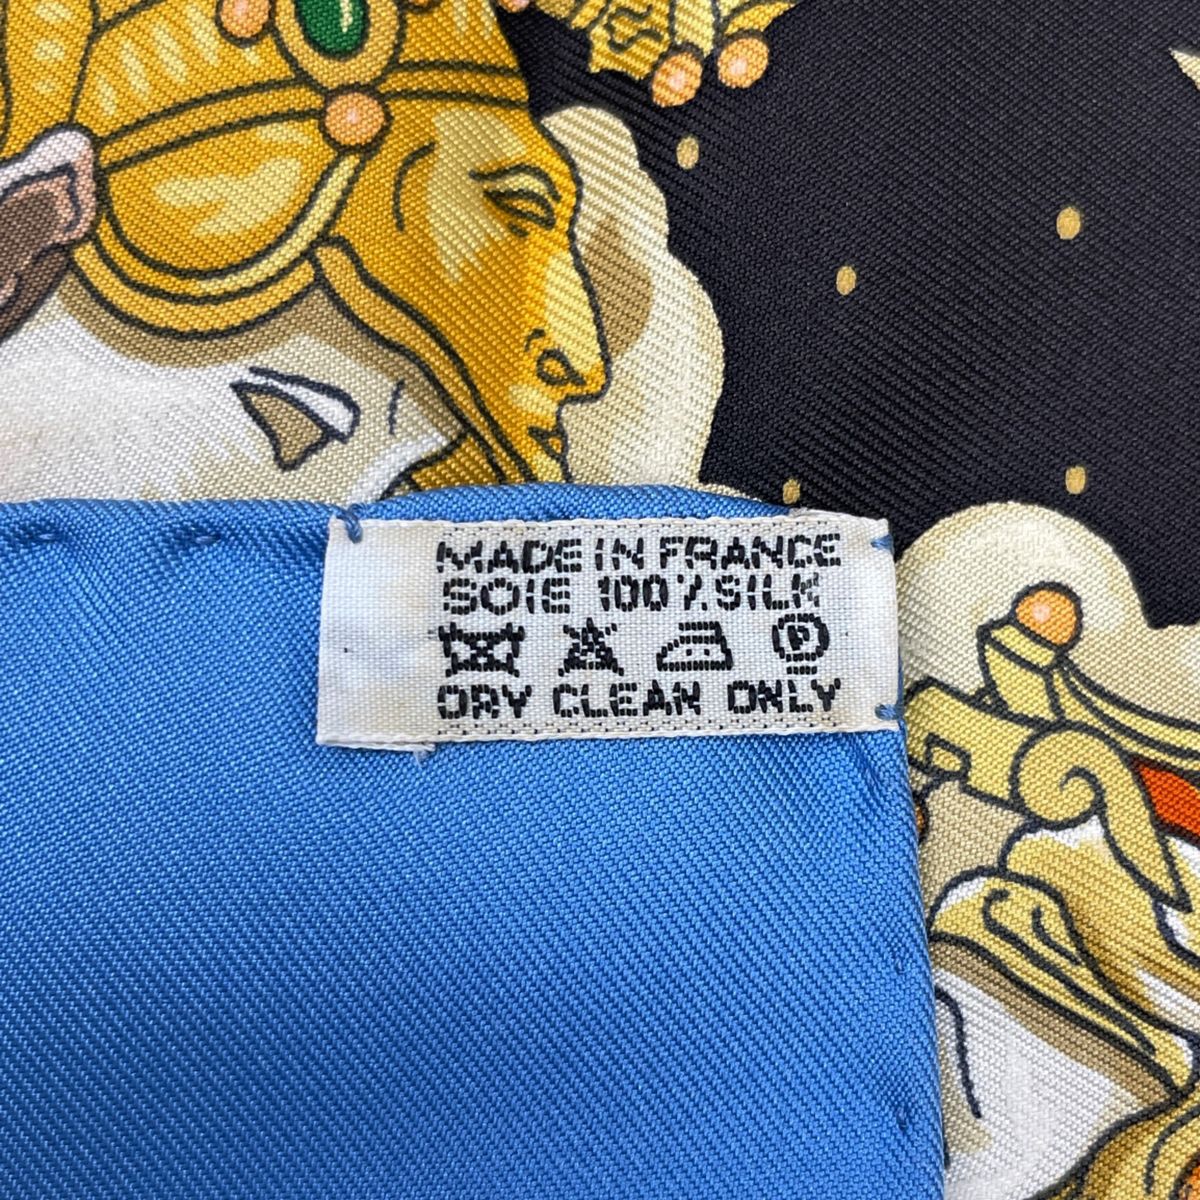 MADE IN FRANCE
SOIE 100% SILK
P
DRY CLEAN ONLY